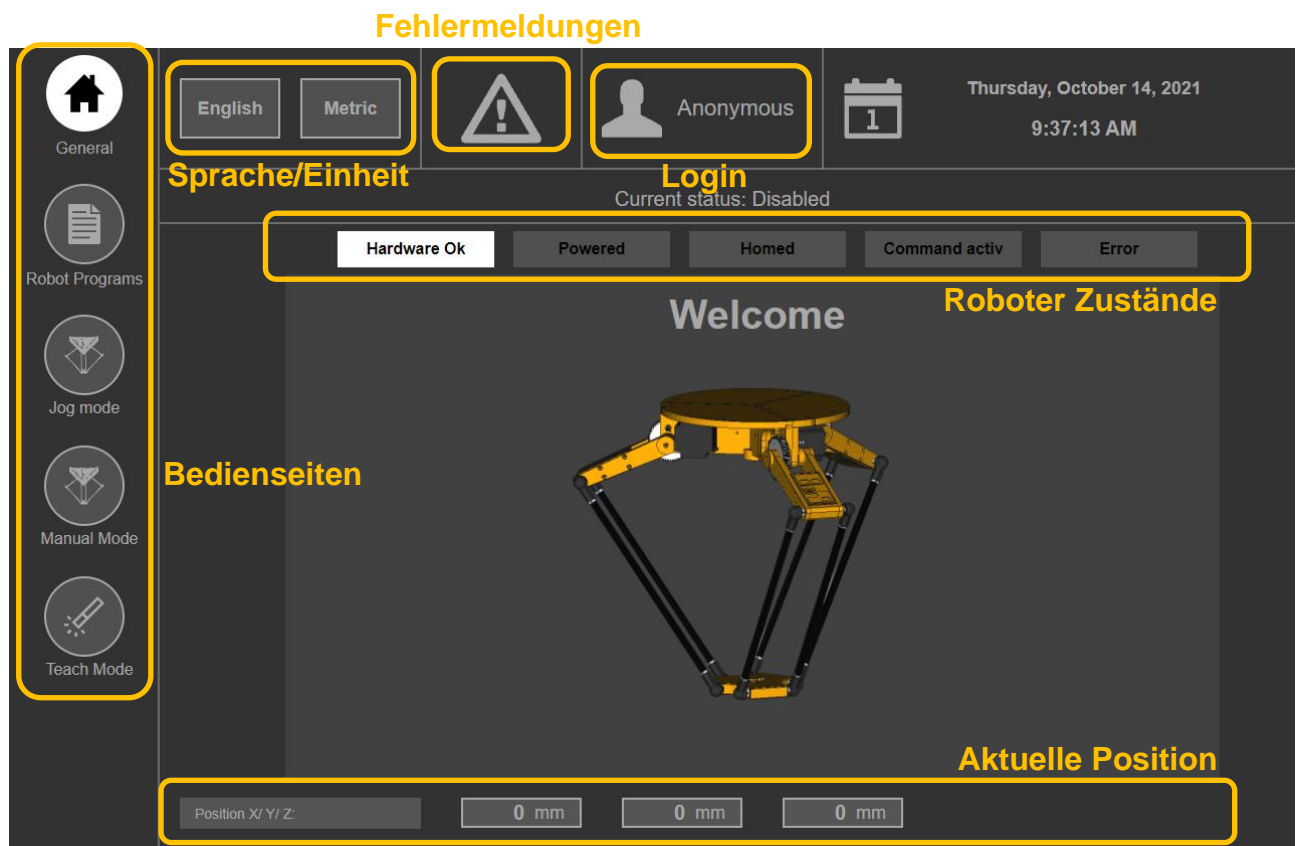 Fehlermeldungen
English
Metric
Anonymous
1
Thursday, October 14, 2021
9:37:13 AM
General
Sprache/Einheit
Login
Current status: Disabled
Hardware Ok
Powered
Homed
Command activ
Error
Robot Programs
Roboter Zustände
Welcome
Jog mode
Bedienseiten
Manual Mode
Teach Mode
Aktuelle Position
Position X/ Y/ Z:
0 mm
0 mm
0 mm